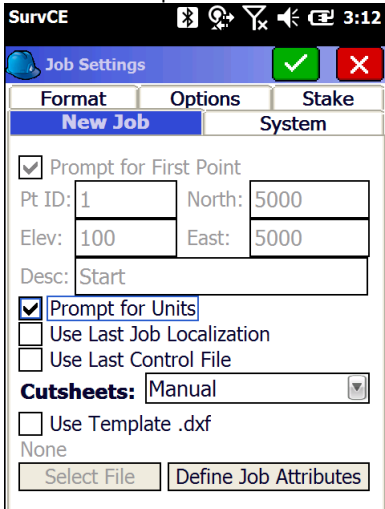 SurvCE 3:12
Job Settings
Format Options Stake
New Job System
Prompt for First Point
Pt ID: 1 North: 5000
Elev: 100 East: 5000
Desc: Start
Prompt for Units
Use Last Job Localization
Use Last Control File
Cutsheets: Manual
Use Template .dxf
None
Select File Define Job Attributes